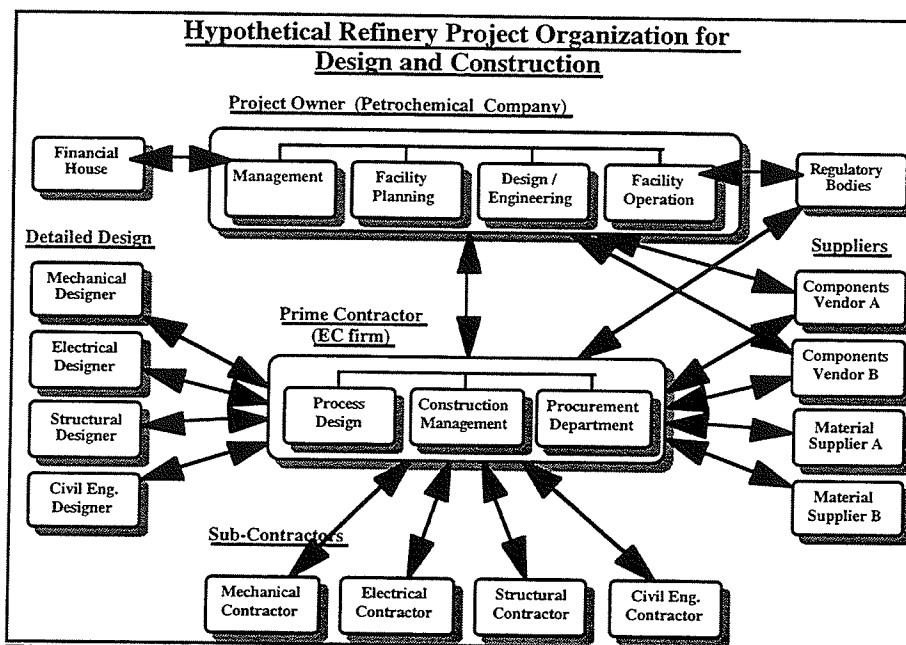 Hypothetical Refinery Project Organization for
Design and Construction
Project Owner (Petrochemical Company)
Financial
House
Management
Facility
Planning
Design /
Engineering
Facility
Operation
Regulatory
Bodies
Detailed Design
Suppliers
Mechanical
Designer
Electrical
Designer
Structural
Designer
Civil Eng.
Designer
Prime Contractor
(EC firm)
Process
Design
Construction
Management
Procurement
Department
Components
Vendor A
Components
Vendor B
Material
Supplier A
Material
Supplier B
Sub-Contractors
Mechanical
Contractor
Electrical
Contractor
Structural
Contractor
Civil Eng.
Contractor